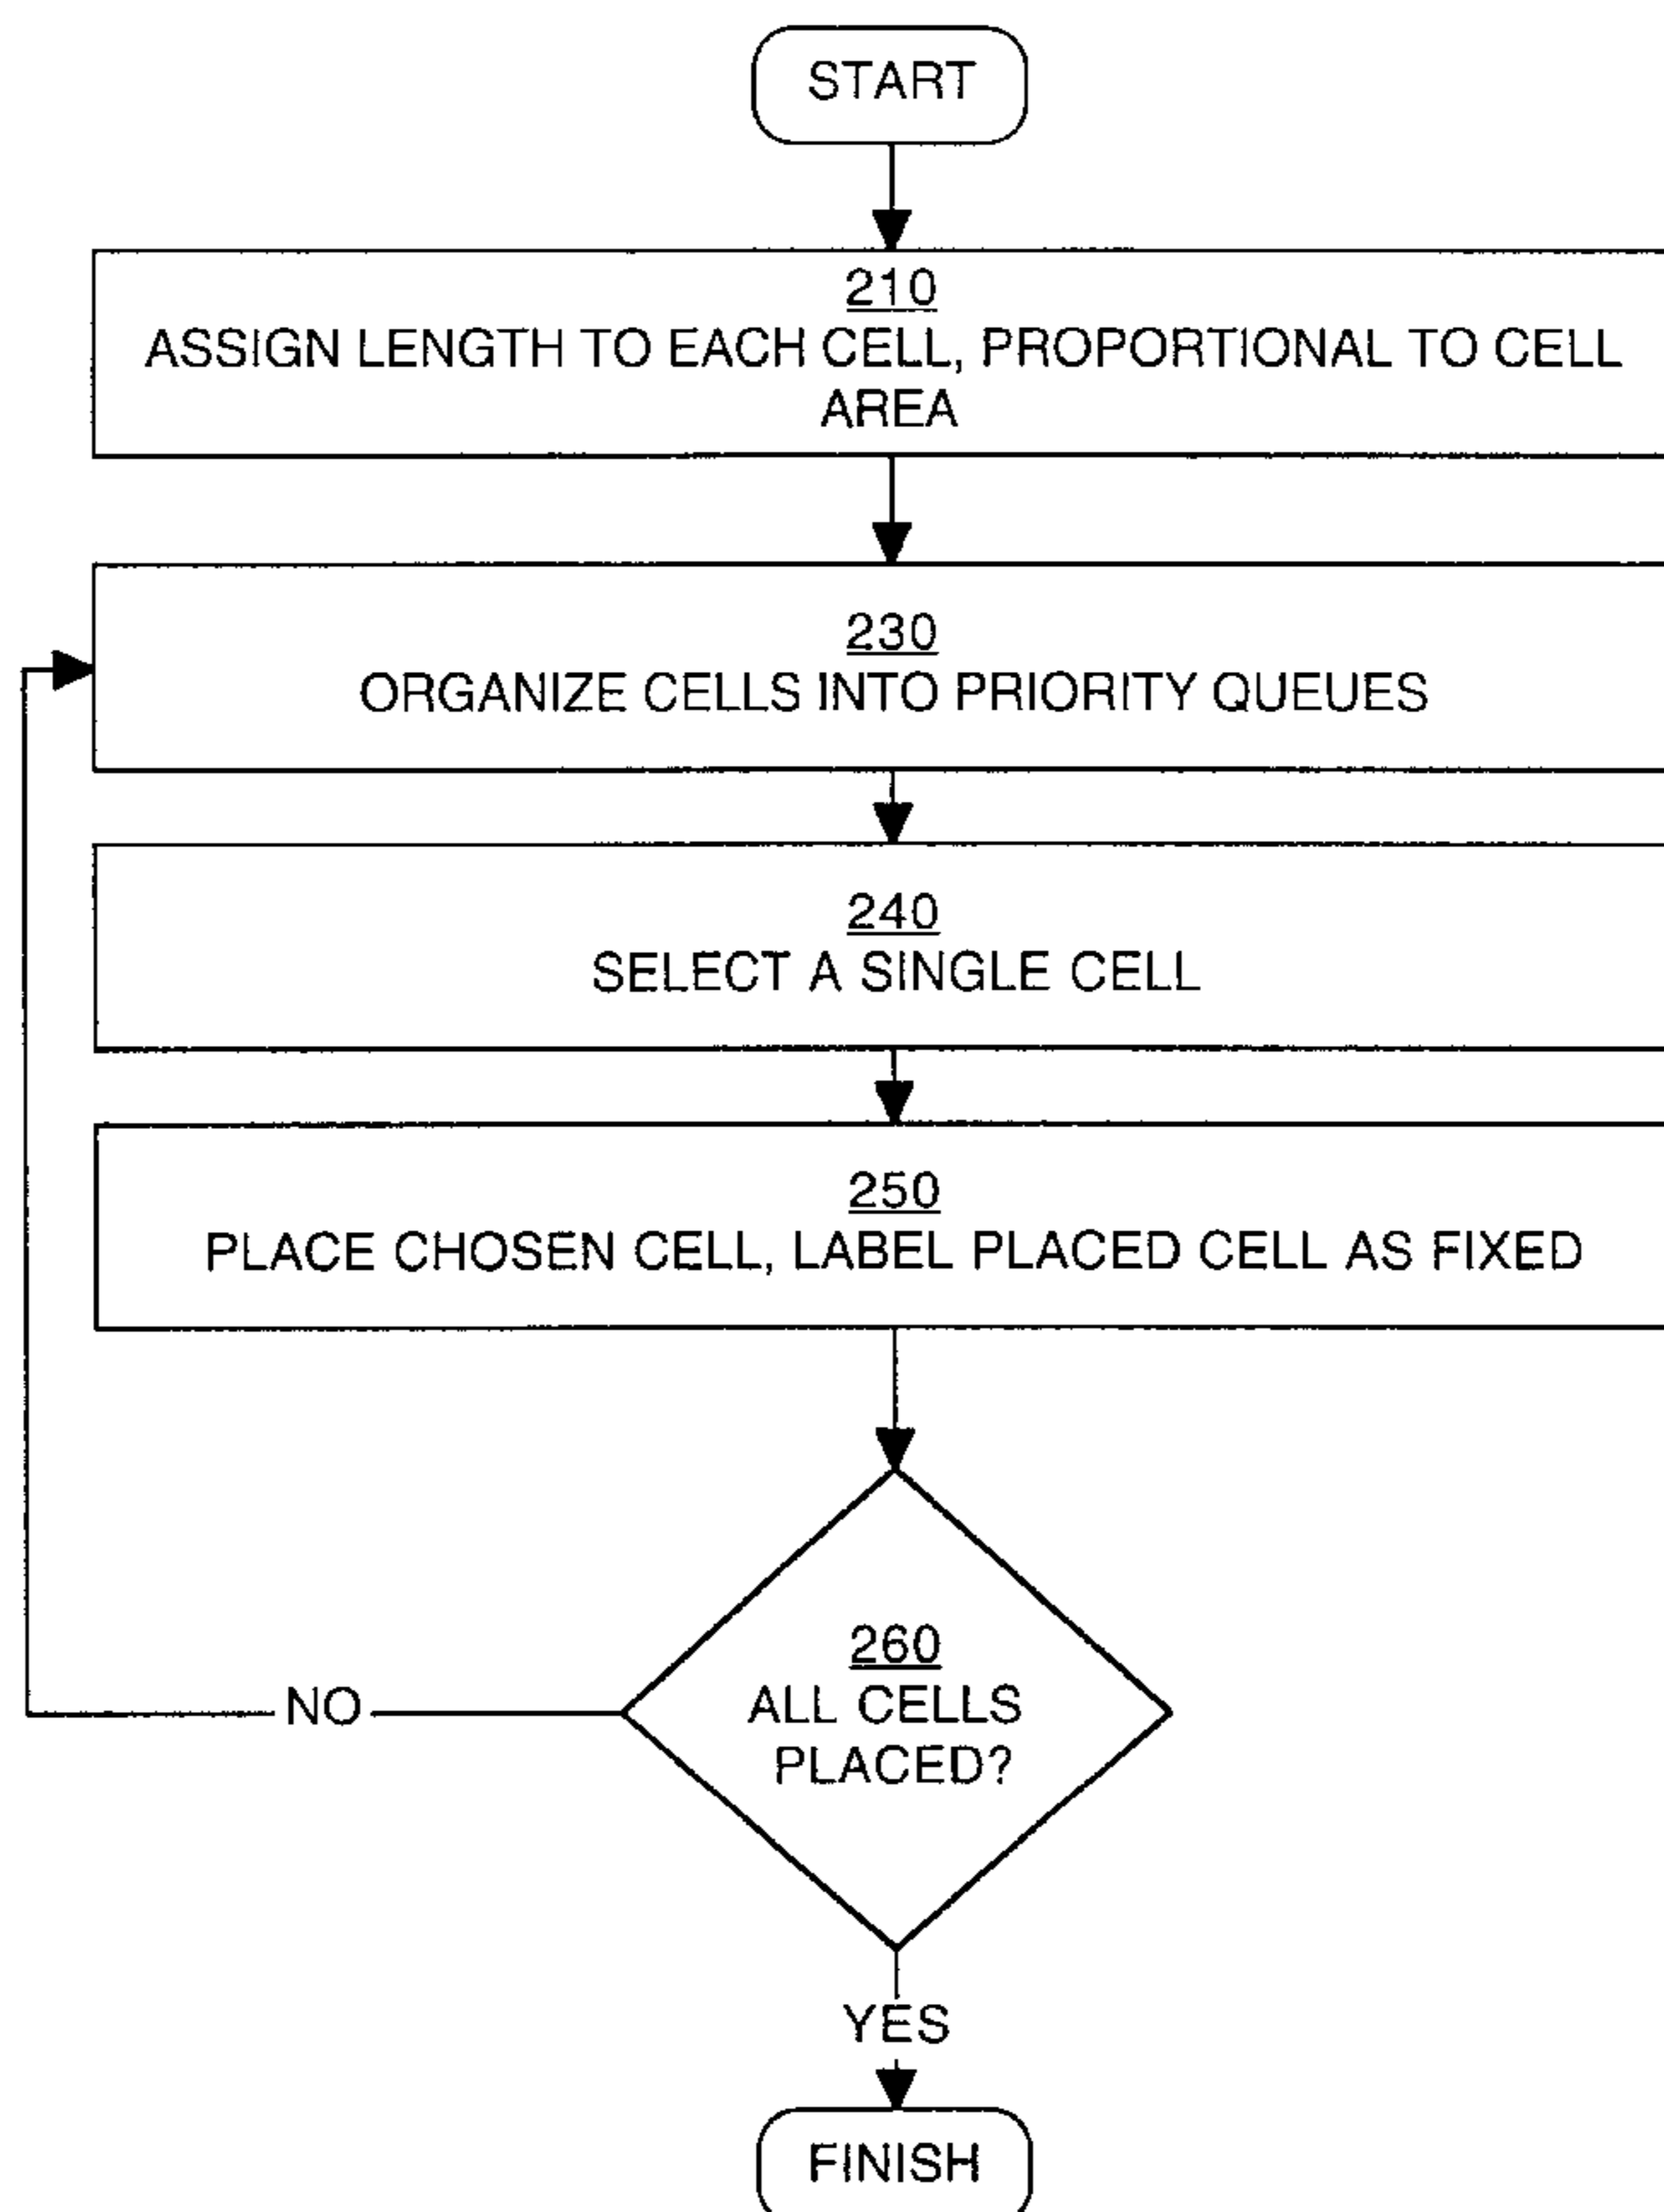 START
210
ASSIGN LENGTH TO EACH CELL, PROPORTIONAL TO CELL
AREA
230
ORGANIZE CELLS INTO PRIORITY QUEUES
240
SELECT A SINGLE CELL
250
PLACE CHOSEN CELL, LABEL PLACED CELL AS FIXED
260
ALL CELLS
PLACED?
NO
YES
FINISH